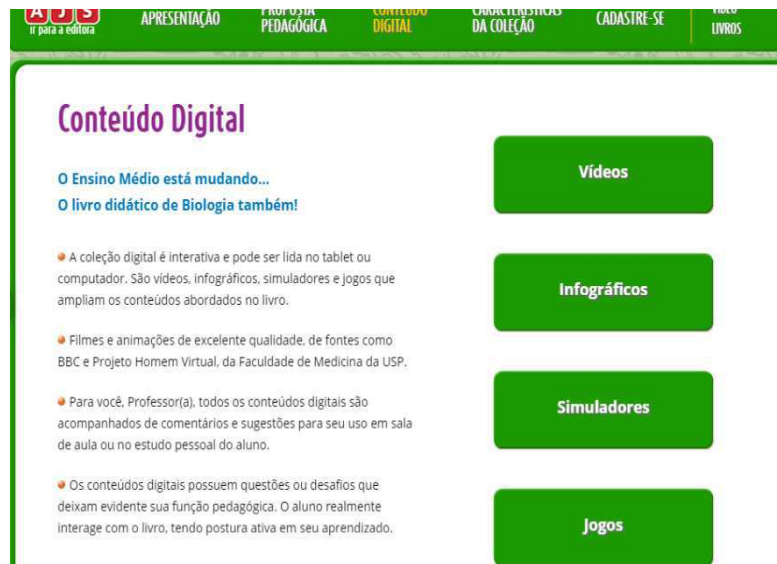 AJS
ir para a editora
APRESENTAÇÃO
PROPOSTA
PEDAGÓGICA
CONTEÚDO
DIGITAL
CARACTERÍSTICAS
DA COLEÇÃO
CADASTRE-SE
VÍDEO
LIVROS
Conteúdo Digital
O Ensino Médio está mudando...
O livro didático de Biologia também!
A coleção digital é interativa e pode ser lida no tablet ou
computador. São vídeos, infográficos, simuladores e jogos que
ampliam os conteúdos abordados no livro.
Filmes e animações de excelente qualidade, de fontes como
BBC e Projeto Homem Virtual, da Faculdade de Medicina da USP.
Para você, Professor(a), todos os conteúdos digitais são
acompanhados de comentários e sugestões para seu uso em sala
de aula ou no estudo pessoal do aluno.
Os conteúdos digitais possuem questões ou desafios que
deixam evidente sua função pedagógica. O aluno realmente
interage com o livro, tendo postura ativa em seu aprendizado.
Vídeos
Infográficos
Simuladores
Jogos